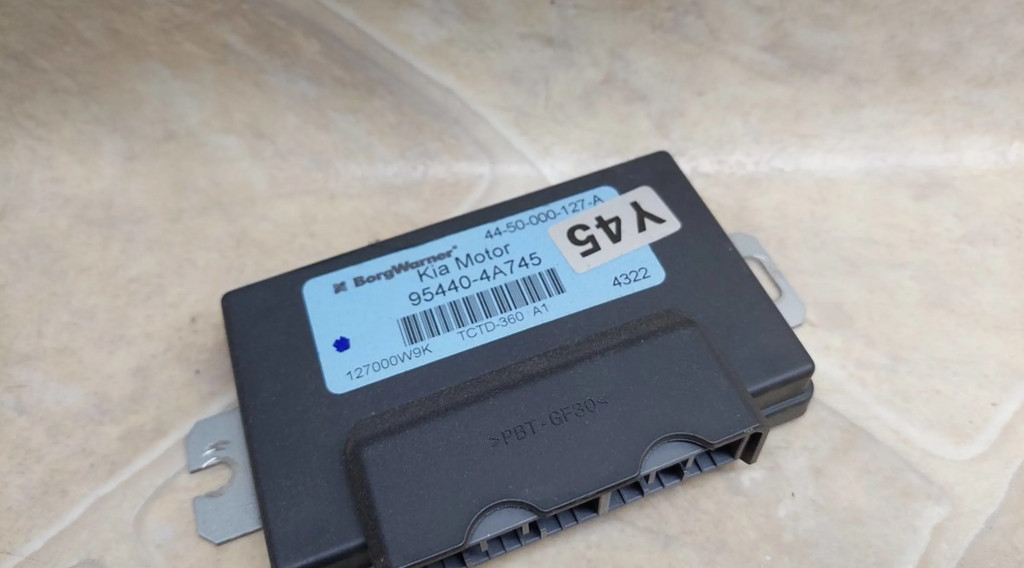 44-50-000-127-A
BorgWarner
Kia Motor
95440-4A745
Y45
4322
TCTD-360 A1
127000W9K
>PBT-GF30<